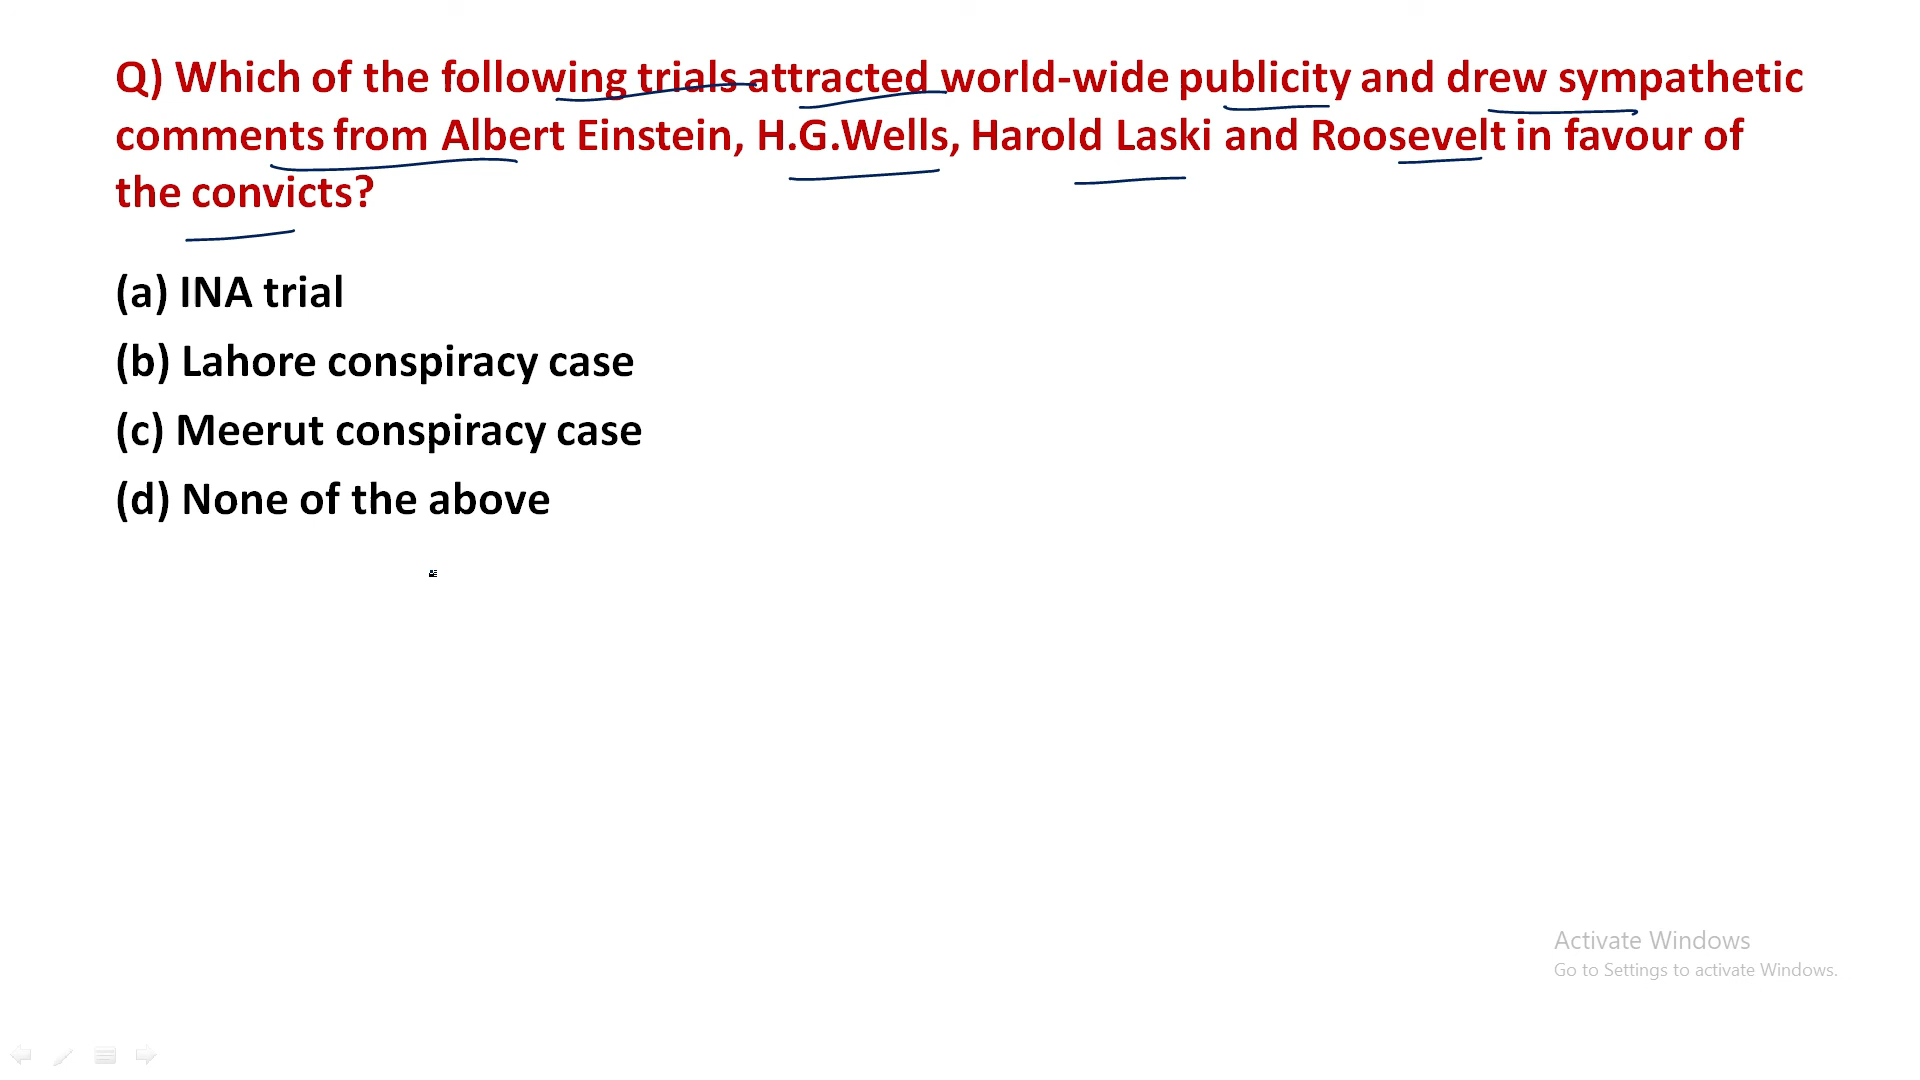 Q) Which of the following trials attracted world-wide publicity and drew sympathetic
comments from Albert Einstein, H.G.Wells, Harold Laski and Roosevelt in favour of
the convicts?
(a) INA trial
(b) Lahore conspiracy case
(c) Meerut conspiracy case
(d) None of the above
Activate Windows
Go to Settings to activate Windows.